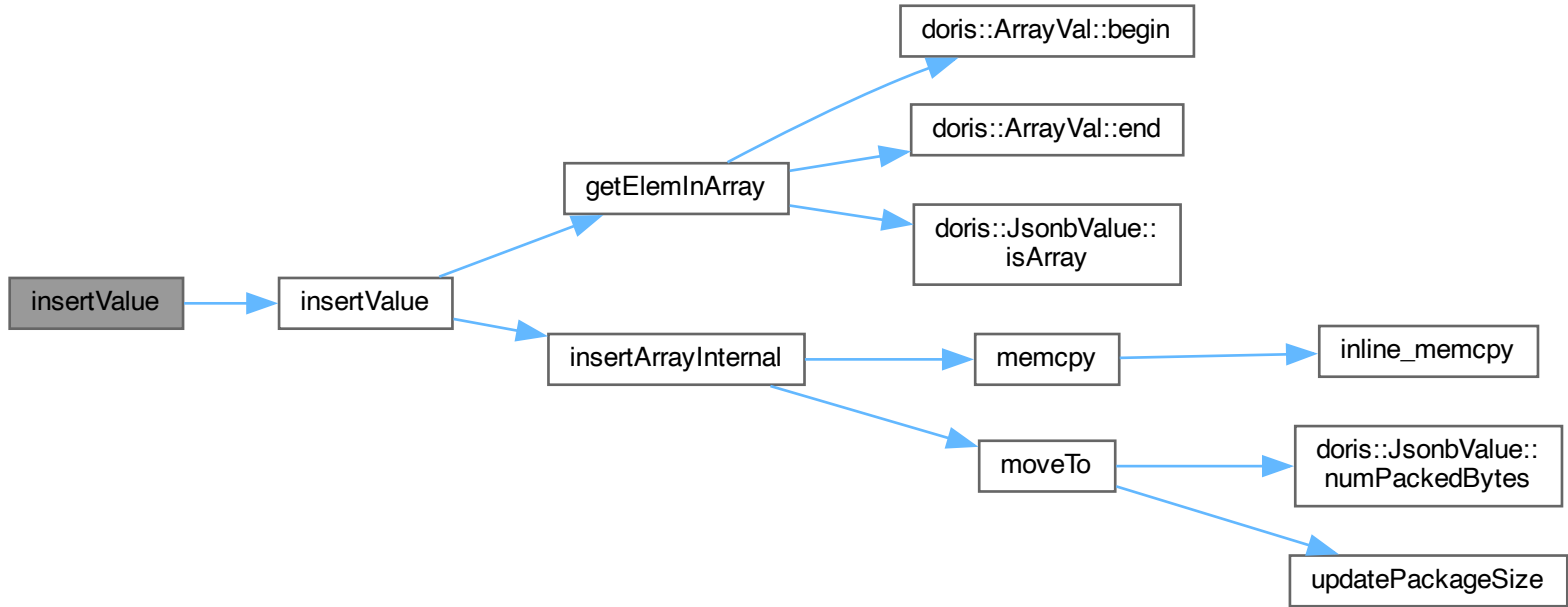 doris::ArrayVal::begin
doris::ArrayVal::end
getElemInArray
doris::JsonbValue::
isArray
insertValue
insertValue
insertArrayInternal
memcpy
inline_memcpy
moveTo
doris::JsonbValue::
numPackedBytes
updatePackageSize